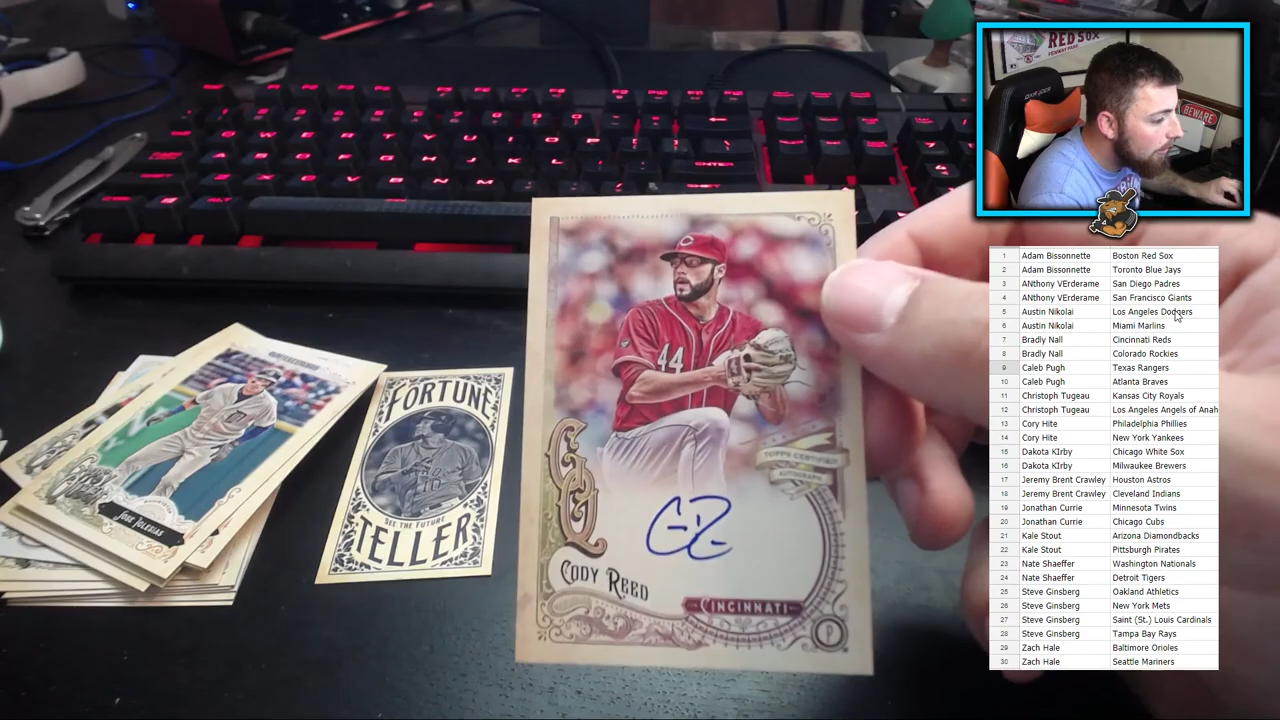 RED SOX
BEWARE
44
TOPPS CERTIFIED
AUTOGRAPH
GQ
CODY REED
CINCINNATI
P
FORTUNE
SEE THE FUTURE
TELLER
JOSE IGLESIAS
1 Adam Bissonnette Boston Red Sox
2 Adam Bissonnette Toronto Blue Jays
3 ANthony VErderame San Diego Padres
4 ANthony VErderame San Francisco Giants
5 Austin Nikolai Los Angeles Dodgers
6 Austin Nikolai Miami Marlins
7 Bradly Nall Cincinnati Reds
8 Bradly Nall Colorado Rockies
9 Caleb Pugh Texas Rangers
10 Caleb Pugh Atlanta Braves
11 Christoph Tugeau Kansas City Royals
12 Christoph Tugeau Los Angeles Angels of Anah
13 Cory Hite Philadelphia Phillies
14 Cory Hite New York Yankees
15 Dakota KIrby Chicago White Sox
16 Dakota KIrby Milwaukee Brewers
17 Jeremy Brent Crawley Houston Astros
18 Jeremy Brent Crawley Cleveland Indians
19 Jonathan Currie Minnesota Twins
20 Jonathan Currie Chicago Cubs
21 Kale Stout Arizona Diamondbacks
22 Kale Stout Pittsburgh Pirates
23 Nate Shaeffer Washington Nationals
24 Nate Shaeffer Detroit Tigers
25 Steve Ginsberg Oakland Athletics
26 Steve Ginsberg New York Mets
27 Steve Ginsberg Saint (St.) Louis Cardinals
28 Steve Ginsberg Tampa Bay Rays
29 Zach Hale Baltimore Orioles
30 Zach Hale Seattle Mariners